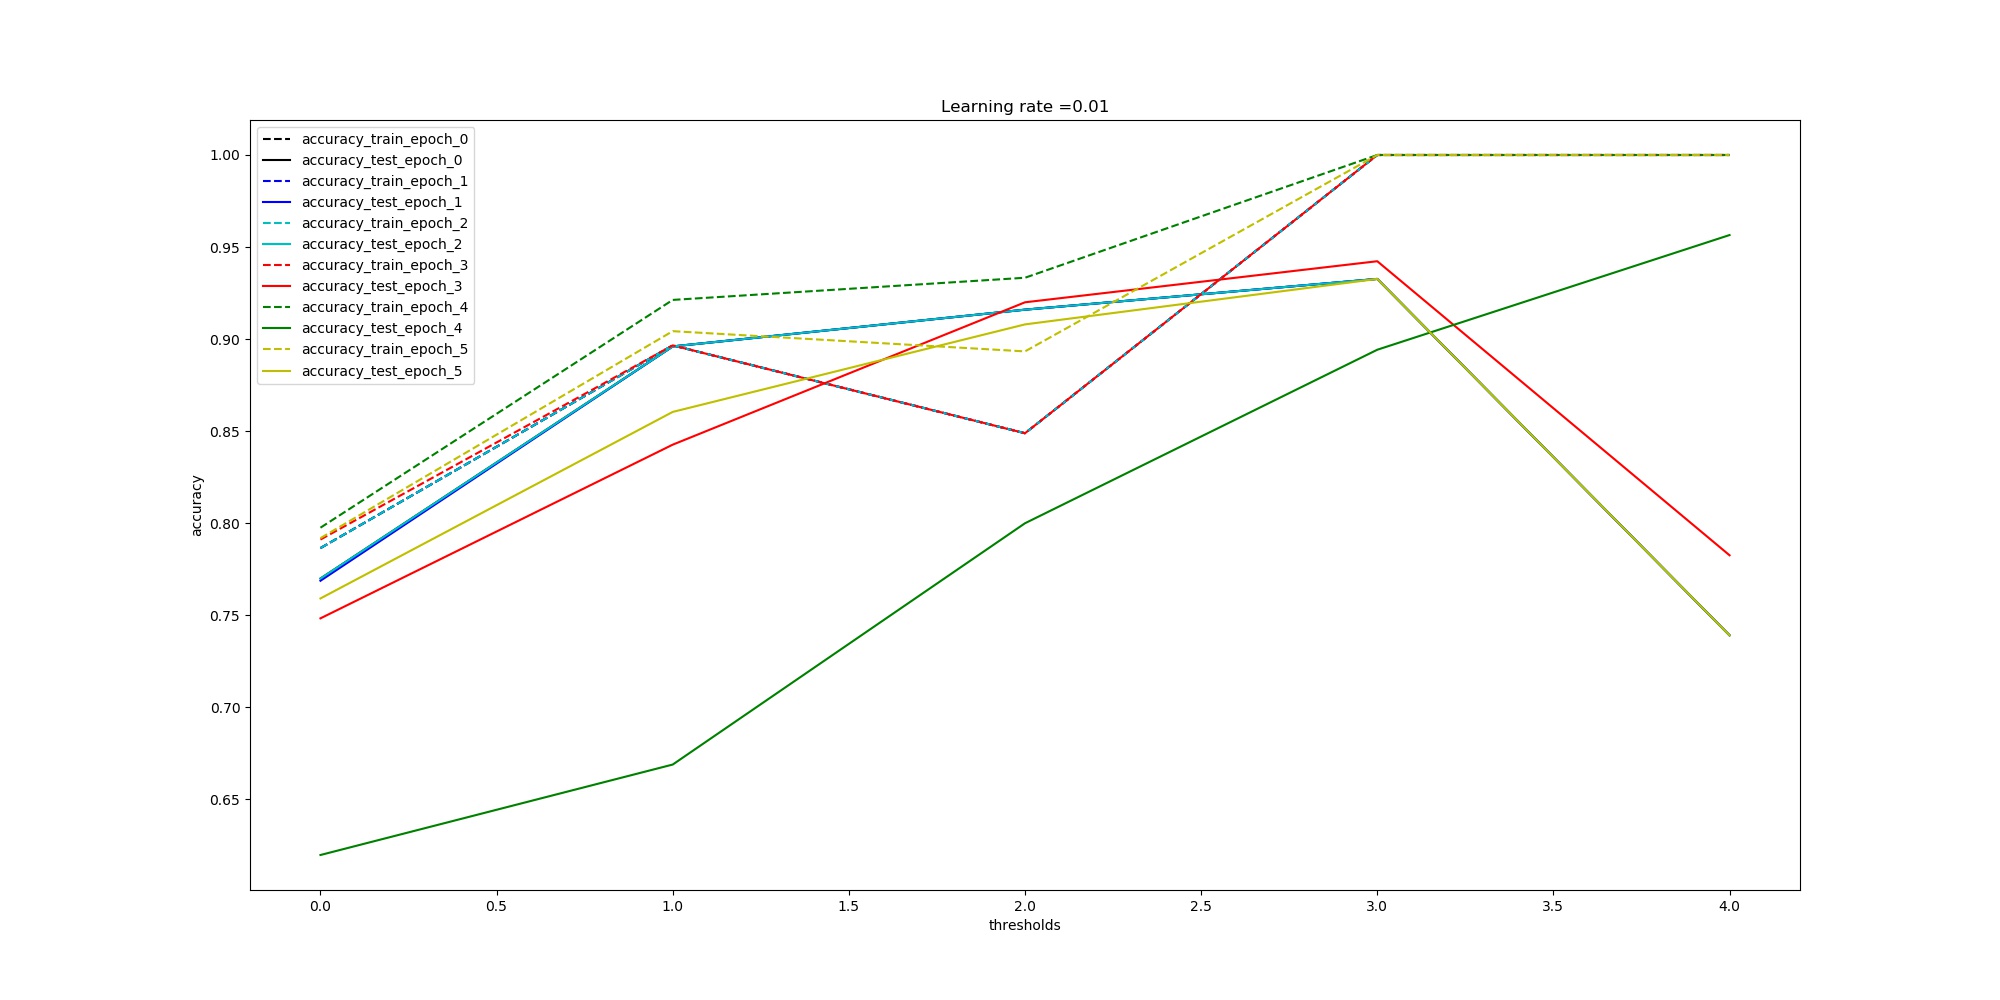 Learning rate =0.01
accuracy_train_epoch_0
accuracy_test_epoch_0
accuracy_train_epoch_1
accuracy_test_epoch_1
accuracy_train_epoch_2
accuracy_test_epoch_2
accuracy_train_epoch_3
accuracy_test_epoch_3
accuracy_train_epoch_4
accuracy_test_epoch_4
accuracy_train_epoch_5
accuracy_test_epoch_5
1.00
0.95
0.90
0.85
0.80
0.75
0.70
0.65
accuracy
0.0 0.5 1.0 1.5 2.0 2.5 3.0 3.5 4.0
thresholds